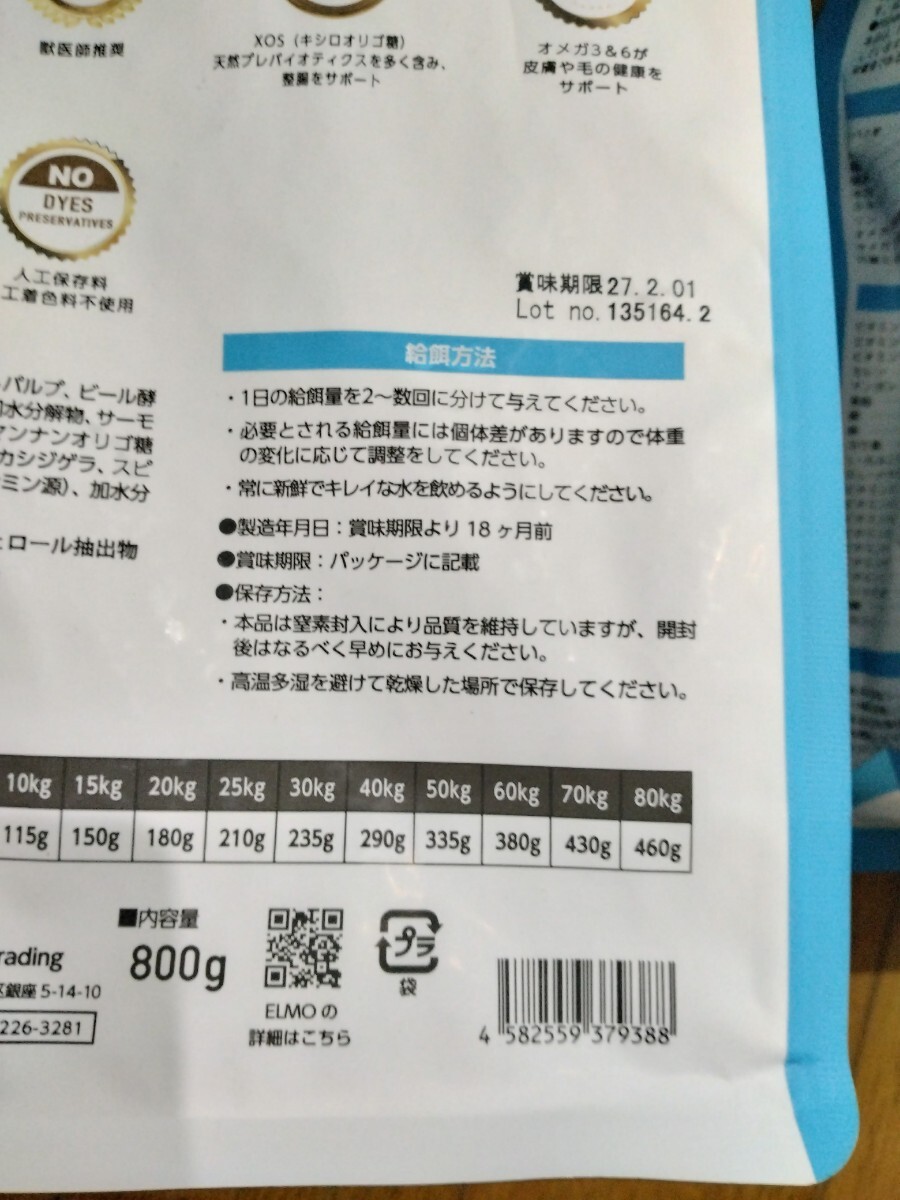 獣医師推奨
XOS（キシロオリゴ糖）
天然プレバイオティクスを多く含み、
整腸をサポート
オメガ3&6が
皮膚や毛の健康を
サポート
NO
DYES
PRESERVATIVES
人工保存料
工着色料不使用
賞味期限27.2.01
Lot no.135164.2
パルプ、ビール酵
水分解物、サーモ
マンナンオリゴ糖
カシジゲラ、スピ
ミン源)、加水分
ロール抽出物
給餌方法
・1日の給餌量を2〜数回に分けて与えてください。
・必要とされる給餌量には個体差がありますので体重
の変化に応じて調整をしてください。
・常に新鮮でキレイな水を飲めるようにしてください。
●製造年月日：賞味期限より18ヶ月前
●賞味期限：パッケージに記載
●保存方法：
・本品は窒素封入により品質を維持していますが、開封
後はなるべく早めにお与えください。
・高温多湿を避けて乾燥した場所で保存してください。
10kg 15kg 20kg 25kg 30kg 40kg 50kg 60kg 70kg 80kg
115g 150g 180g 210g 235g 290g 335g 380g 430g 460g
■内容量
800g
rading
銀座5-14-10
226-3281
ELMOの
詳細はこちら
プラ
袋
4 582559 379388